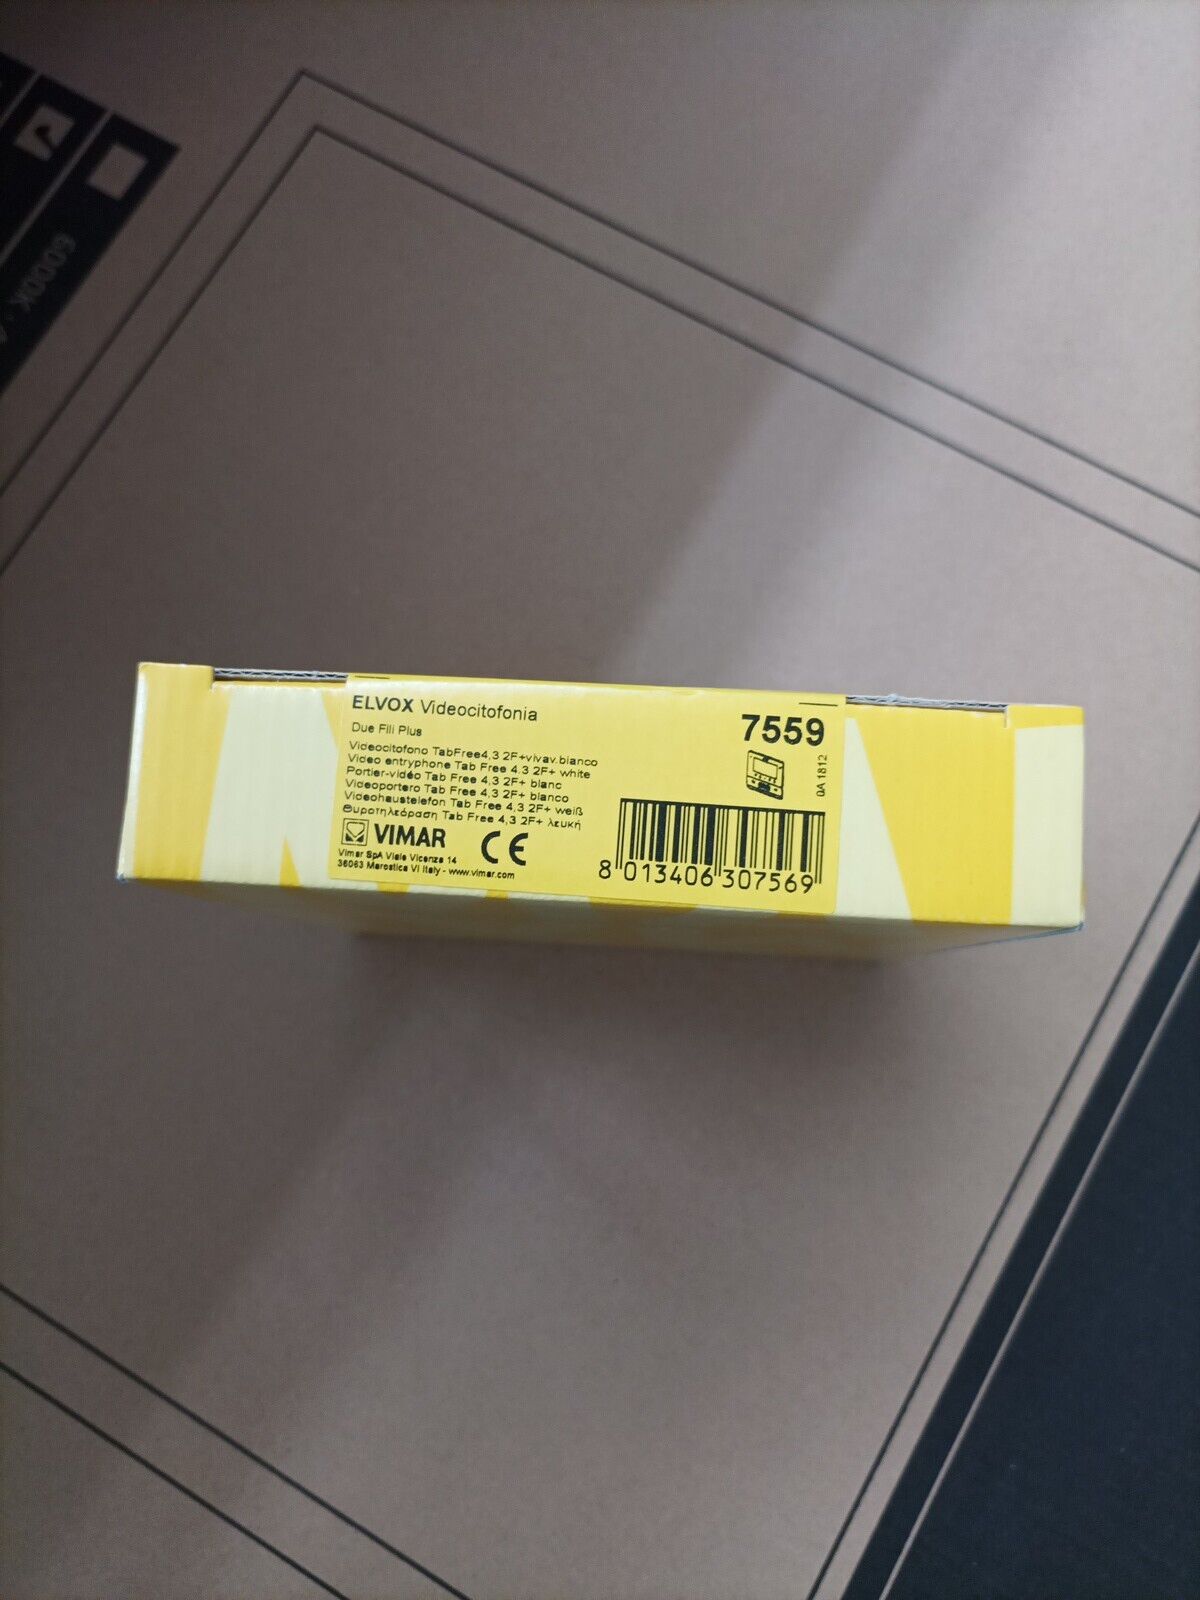 6000K
ELVOX Videocitofonia
7559
Due Fili Plus
Videocitofono TabFree4,3 2F+vivav.bianco
Video entryphone Tab Free 4.3 2F+ white
Portier-vidéo Tab Free 4,3 2F+ blanc
Videoportero Tab Free 4,3 2F+ blanco
Videohaustelefon Tab Free 4,3 2F+ weiß
Θυροτηλεόραση Tab Free 4,3 2F+ λευκή
QA 1812
VIMAR CE
Vimar SpA Viale Vicenza 14
36063 Marostica VI Italy - www.vimar.com
8 013406 307569